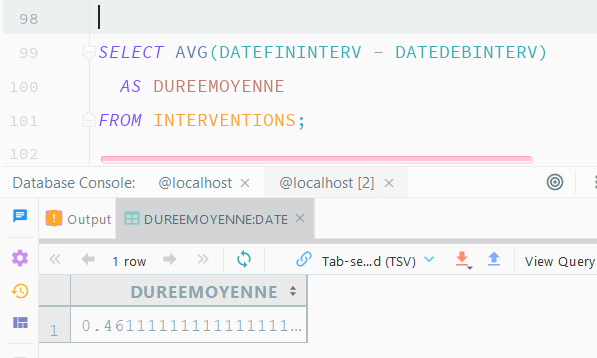 98
99 SELECT AVG(DATEFININTERV - DATEDEBINTERV)
100 AS DUREEMOYENNE
101 FROM INTERVENTIONS;
102
Database Console: @localhost × @localhost [2] ×
Output DUREEMOYENNE:DATE ×
1 row Tab-se...d (TSV) View Query
DUREEMOYENNE
1 0.46111111111111111...